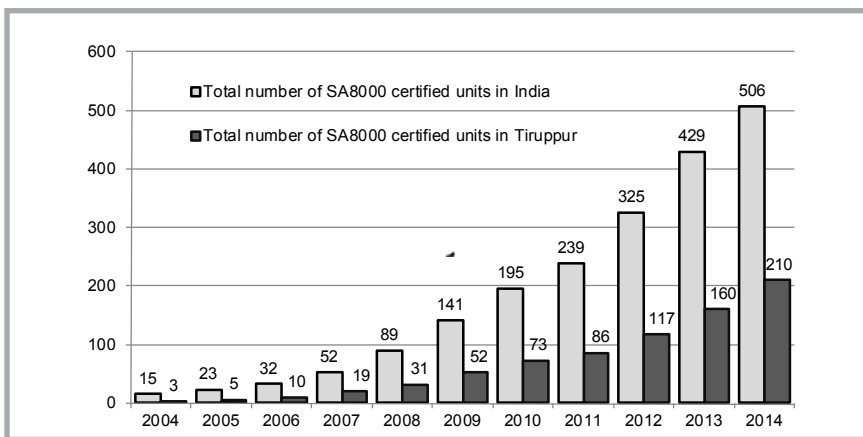 600
500
400
300
200
100
0
Total number of SA8000 certified units in India
Total number of SA8000 certified units in Tiruppur
15 3 23 5 32 10 52 19 89 31 141 52 195 73 239 86 325 117 429 160 506 210
2004 2005 2006 2007 2008 2009 2010 2011 2012 2013 2014